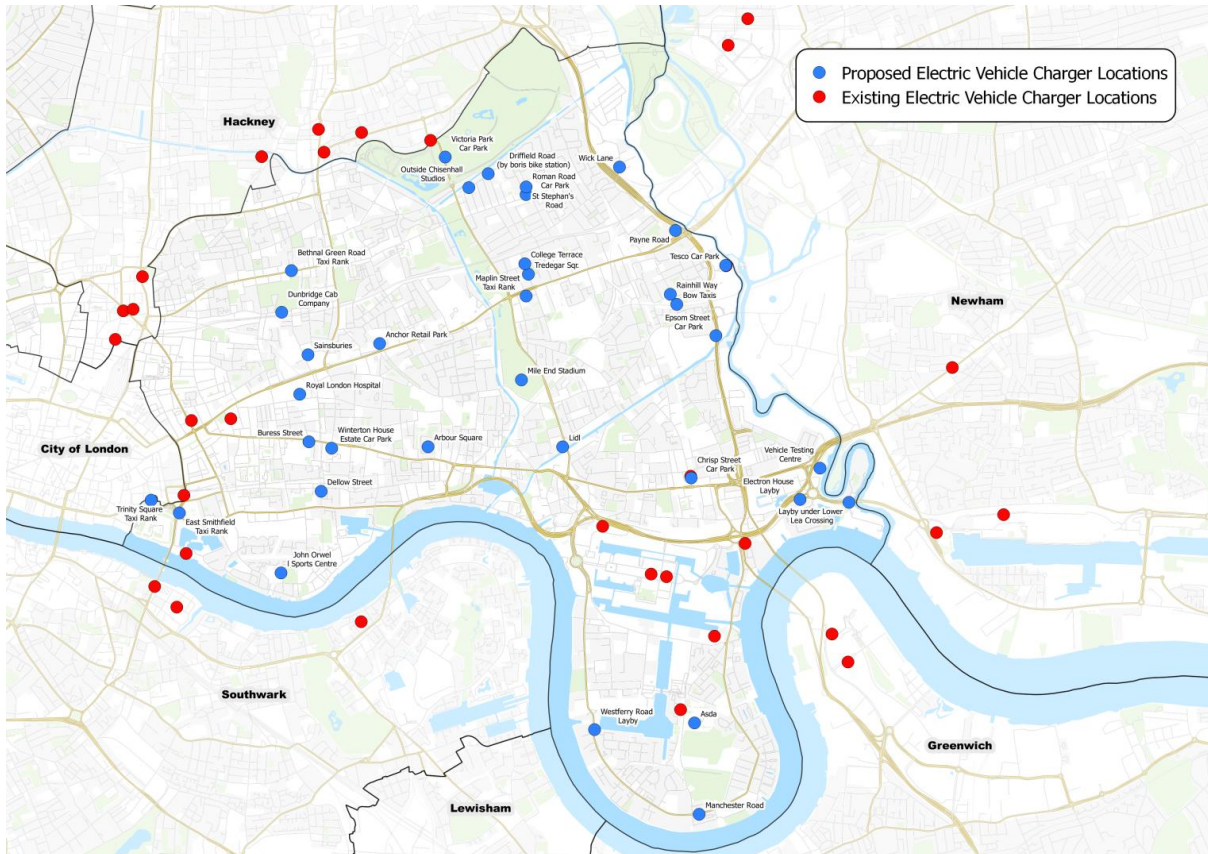 Proposed Electric Vehicle Charger Locations
Existing Electric Vehicle Charger Locations
Hackney
Victoria Park
Car Park
Driffield Road
(by boris bike station)
Outside Chisenhall
Studios
Roman Road
Car Park
St Stephan's
Road
Wick Lane
Payne Road
Bethnal Green Road
Taxi Rank
College Terrace
Tredegar Sqr.
Tesco Car Park
Maplin Street
Taxi Rank
Rainhill Way
Bow Taxis
Dunbridge Cab
Company
Newham
Epsom Street
Car Park
Anchor Retail Park
Sainsburies
Mile End Stadium
Royal London Hospital
Buress Street
Winterton House
Estate Car Park
Arbour Square
Lidl
City of London
Vehicle Testing
Centre
Chrisp Street
Car Park
Dellow Street
Electron House
Layby
Trinity Square
Taxi Rank
East Smithfield
Taxi Rank
Layby under Lower
Lea Crossing
John Orwel
l Sports Centre
Southwark
Westferry Road
Layby
Asda
Greenwich
Lewisham
Manchester Road